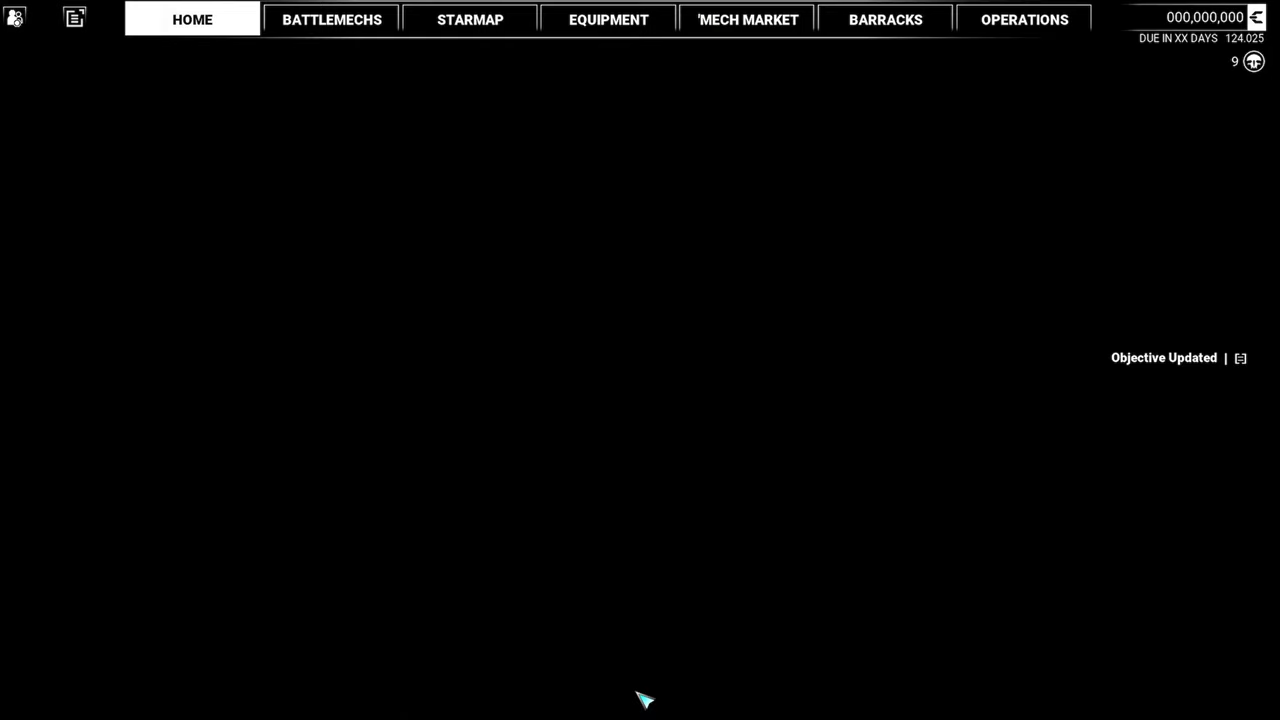 HOME
BATTLEMECHS
STARMAP
EQUIPMENT
'MECH MARKET
BARRACKS
OPERATIONS
000,000,000
DUE IN XX DAYS 124.025
9
Objective Updated |